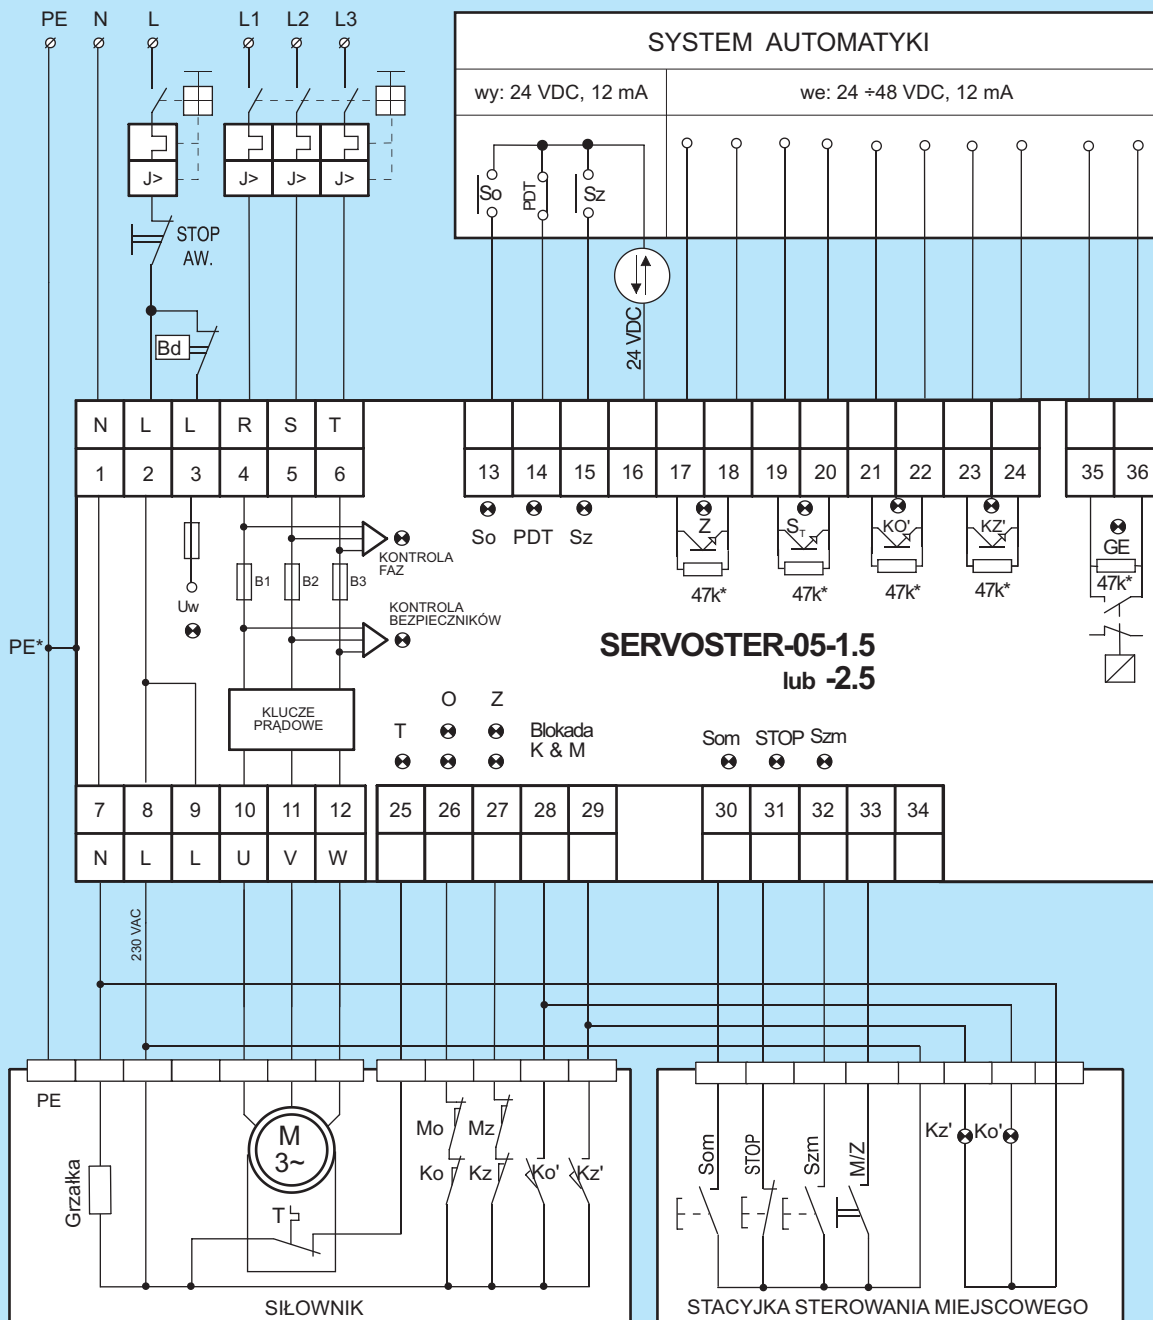 PE N L L1 L2 L3
SYSTEM AUTOMATYKI
wy: 24 VDC, 12 mA
we: 24 ÷48 VDC, 12 mA
J> J> J> J>
So PDT Sz
STOP
AW.
24 VDC
Bd
N L L R S T
1 2 3 4 5 6
13 14 15 16 17 18 19 20 21 22 23 24 35 36
So PDT Sz
Z ST KO' KZ' GE
47k* 47k* 47k* 47k* 47k*
KONTROLA
FAZ
B1 B2 B3
Uw
KONTROLA
BEZPIECZNIKÓW
PE*
SERVOSTER-05-1.5
lub -2.5
KLUCZE
PRĄDOWE
O Z
T
Blokada
K & M
Som STOP Szm
7 8 9 10 11 12 25 26 27 28 29 30 31 32 33 34
N L L U V W
230 VAC
PE
M
3~
T
Grzałka
Mo Mz
Ko Kz Ko' Kz'
SIŁOWNIK
Som STOP Szm M/Z
Kz' Ko'
STACYJKA STEROWANIA MIEJSCOWEGO